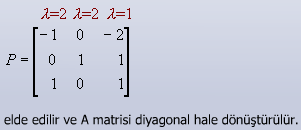 λ=2 λ=2 λ=1
-1 0 -2
P = 0 1 1
1 0 1
elde edilir ve A matrisi diyagonal hale dönüştürülür.